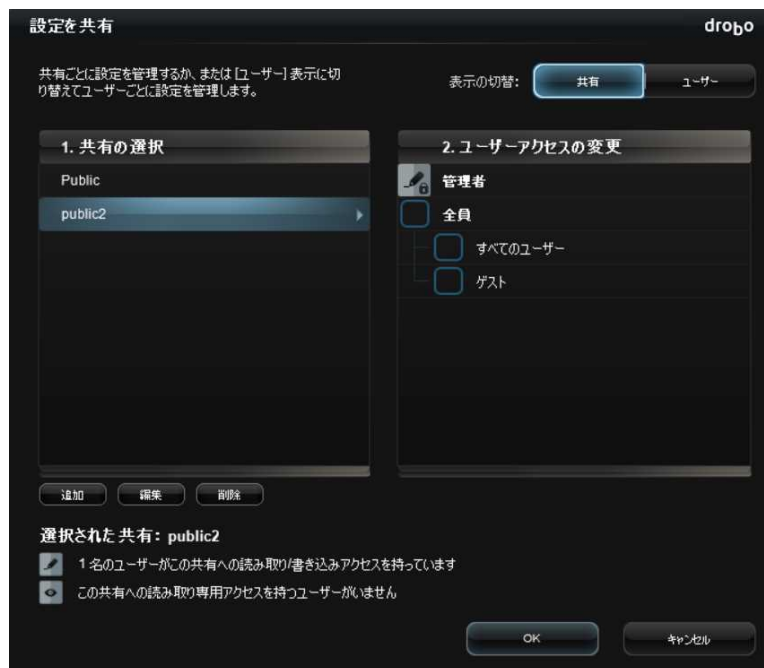 設定を共有
drobo
共有ごとに設定を管理するか、または [ユーザー] 表示に切
り替えてユーザーごとに設定を管理します。
表示の切替:
共有
ユーザー
1. 共有の選択
Public
public2
2. ユーザーアクセスの変更
管理者
全員
すべてのユーザー
ゲスト
追加
編集
削除
選択された共有: public2
1 名のユーザーがこの共有への読み取り/書き込みアクセスを持っています
この共有への読み取り専用アクセスを持つユーザーがいません
OK
キャンセル